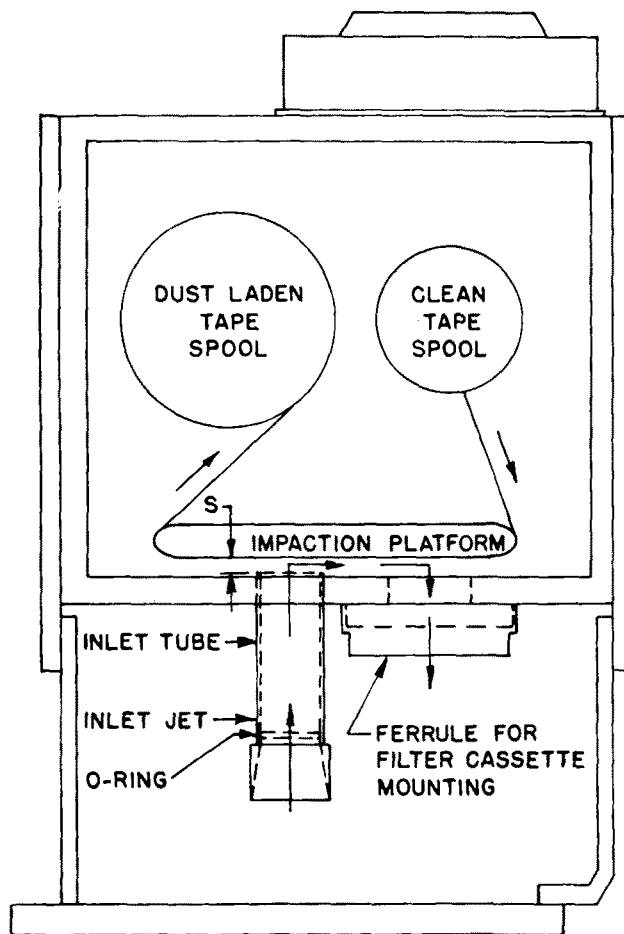 DUST LADEN
TAPE
SPOOL
CLEAN
TAPE
SPOOL
S
IMPACTION PLATFORM
INLET TUBE
INLET JET
O-RING
FERRULE FOR
FILTER CASSETTE
MOUNTING